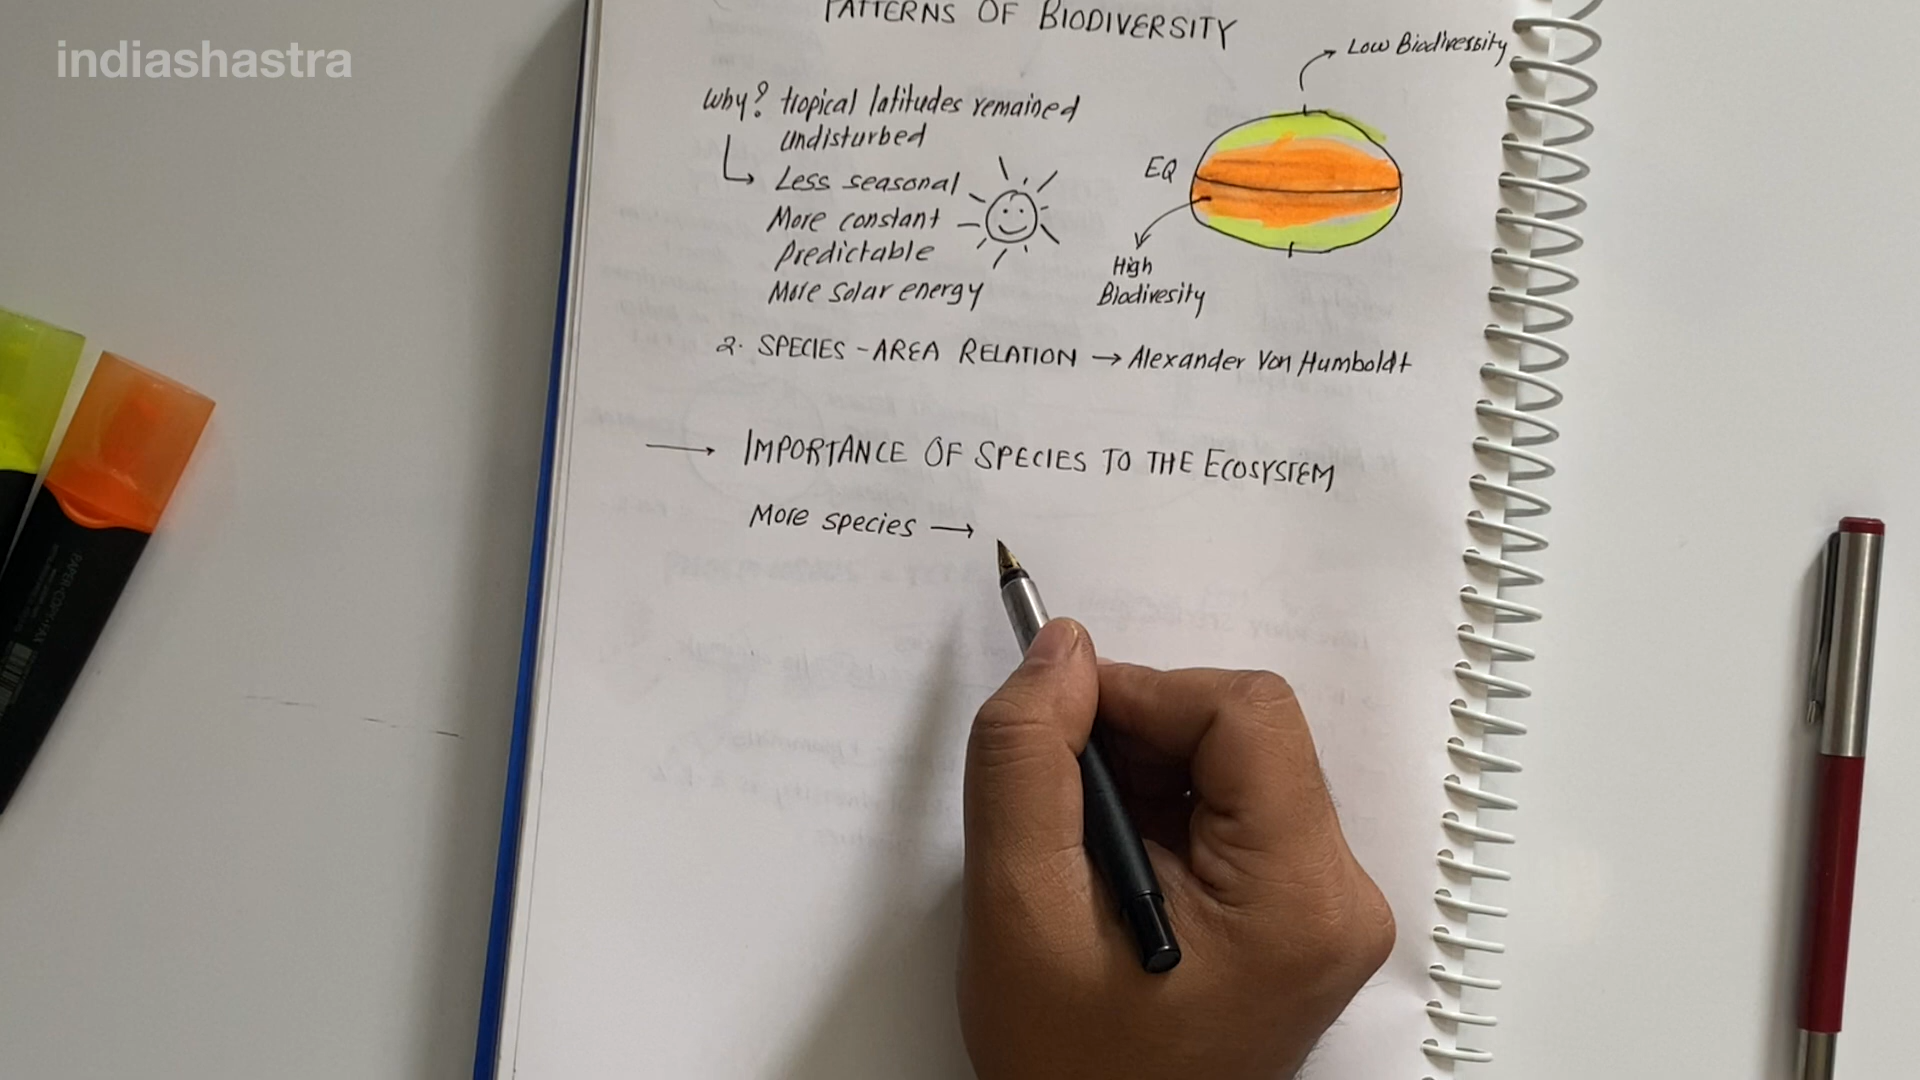 indiashastra
PATTERNS OF BIODIVERSITY
Low Biodiversity
Why? tropical latitudes remained
undisturbed
Less seasonal
More constant
Predictable
More Solar energy
EQ
High
Biodivesity
2. SPECIES - AREA RELATION → Alexander Von Humboldt
→ IMPORTANCE OF SPECIES TO THE ECOSYSTEM
More species →